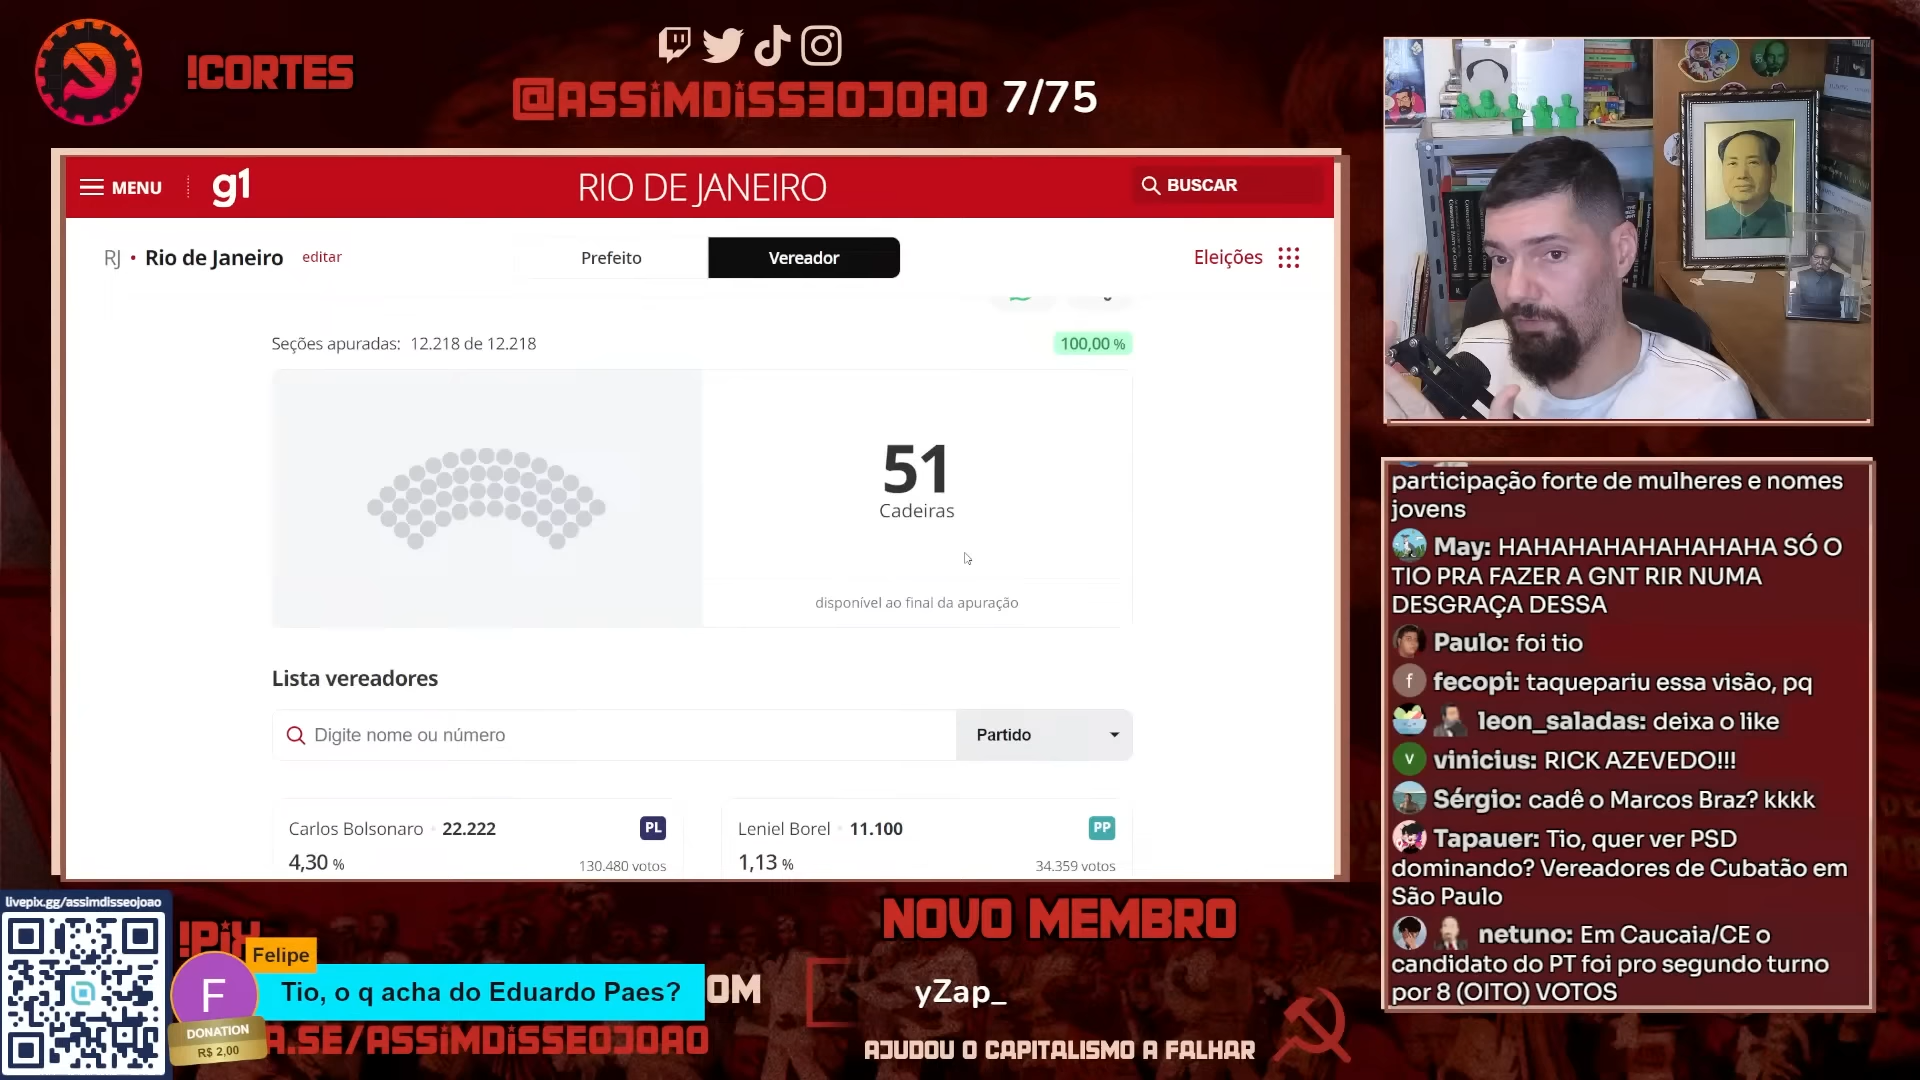 !CORTES
@ASSIMDISSEOJOAO 7/75
MENU g1 RIO DE JANEIRO BUSCAR
RJ • Rio de Janeiro editar Prefeito Vereador Eleições
Seções apuradas: 12.218 de 12.218 100,00 %
51
Cadeiras
disponível ao final da apuração
Lista vereadores
Digite nome ou número Partido
Carlos Bolsonaro 22.222 PL
4,30 % 130.480 votos
Leniel Borel 11.100 PP
1,13 % 34.359 votos
participação forte de mulheres e nomes
jovens
May: HAHAHAHAHAHAHAHA SÓ O
TIO PRA FAZER A GNT RIR NUMA
DESGRAÇA DESSA
Paulo: foi tio
f fecopi: taquepariu essa visão, pq
leon_saladas: deixa o like
v vinicius: RICK AZEVEDO!!!
Sérgio: cadê o Marcos Braz? kkkk
Tapauer: Tio, quer ver PSD
dominando? Vereadores de Cubatão em
São Paulo
netuno: Em Caucaia/CE o
candidato do PT foi pro segundo turno
por 8 (OITO) VOTOS
livepix.gg/assimdisseojoao
!PIX
Felipe
F
Tio, o q acha do Eduardo Paes?
OM
DONATION
R$ 2,00
A.SE/ASSIMDISSEOJOAO
NOVO MEMBRO
yZap_
AJUDOU O CAPITALISMO A FALHAR